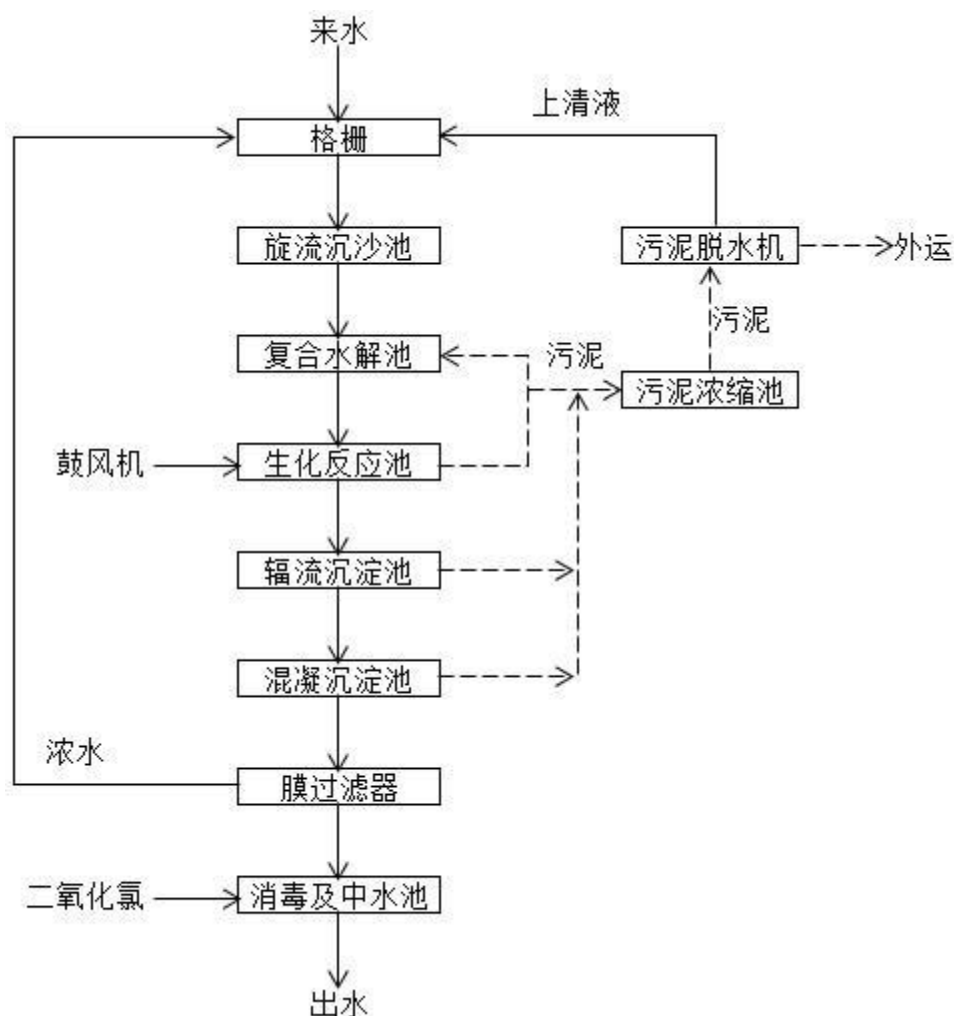 来水
上清液
格栅
旋流沉沙池
污泥脱水机
外运
污泥
复合水解池
污泥
污泥浓缩池
鼓风机
生化反应池
辐流沉淀池
混凝沉淀池
浓水
膜过滤器
二氧化氯
消毒及中水池
出水